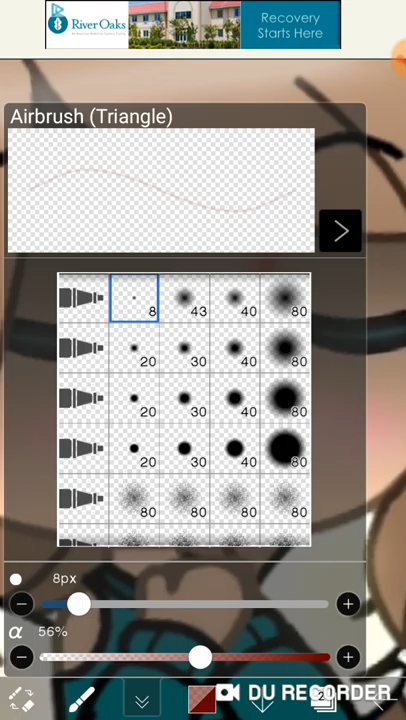 River Oaks
Recovery
Starts Here
Airbrush (Triangle)
8 43 40 80
20 30 40 80
20 30 40 80
20 30 40 80
80 80 80 80
8px
α 56%
DU RECORDER